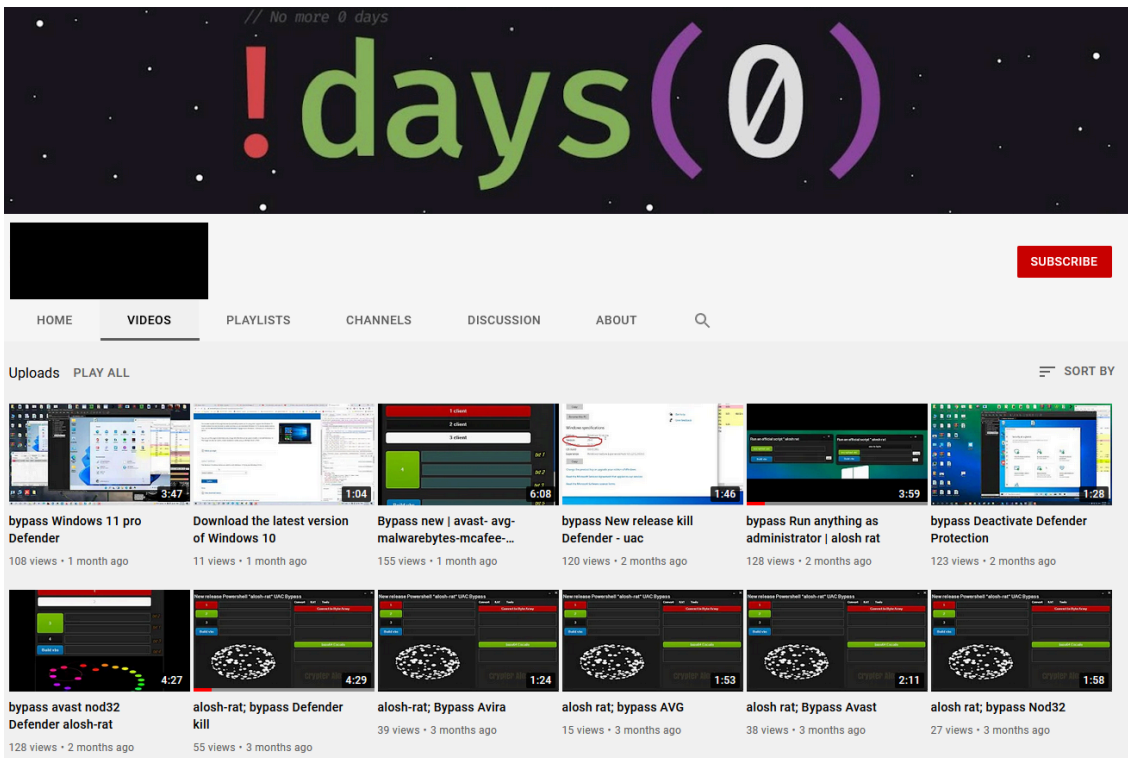 // No more 0 days
!days(0)
SUBSCRIBE
HOME VIDEOS PLAYLISTS CHANNELS DISCUSSION ABOUT
Uploads PLAY ALL SORT BY
3:47 1:04 6:08 1:46 3:59 1:28
bypass Windows 11 pro Download the latest version Bypass new | avast- avg- bypass New release kill bypass Run anything as bypass Deactivate Defender
Defender of Windows 10 malwarebytes-mcafee-... Defender - uac administrator | alosh rat Protection
108 views • 1 month ago 11 views • 1 month ago 155 views • 1 month ago 120 views • 2 months ago 128 views • 2 months ago 123 views • 2 months ago
4:27 4:29 1:24 1:53 2:11 1:58
bypass avast nod32 alosh-rat; bypass Defender alosh-rat; Bypass Avira alosh rat; bypass AVG alosh rat; Bypass Avast alosh rat; bypass Nod32
Defender alosh-rat kill 39 views • 3 months ago 15 views • 3 months ago 38 views • 3 months ago 27 views • 3 months ago
128 views • 2 months ago 55 views • 3 months ago